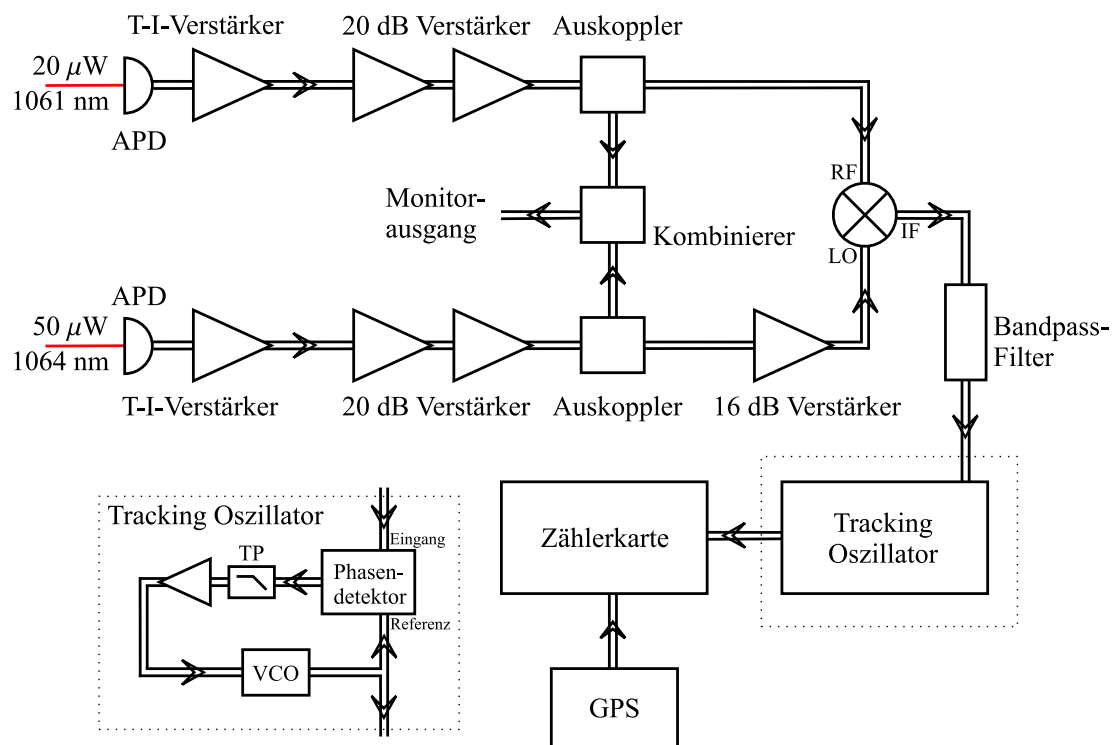 T-I-Verstärker
20 dB Verstärker
Auskoppler
20 μW
1061 nm
APD
RF
Monitor-
ausgang
Kombinierer
LO
IF
APD
50 μW
1064 nm
Bandpass-
Filter
T-I-Verstärker
20 dB Verstärker
Auskoppler
16 dB Verstärker
Tracking Oszillator
Eingang
TP
Phasen-
detektor
Referenz
VCO
Zählerkarte
Tracking
Oszillator
GPS